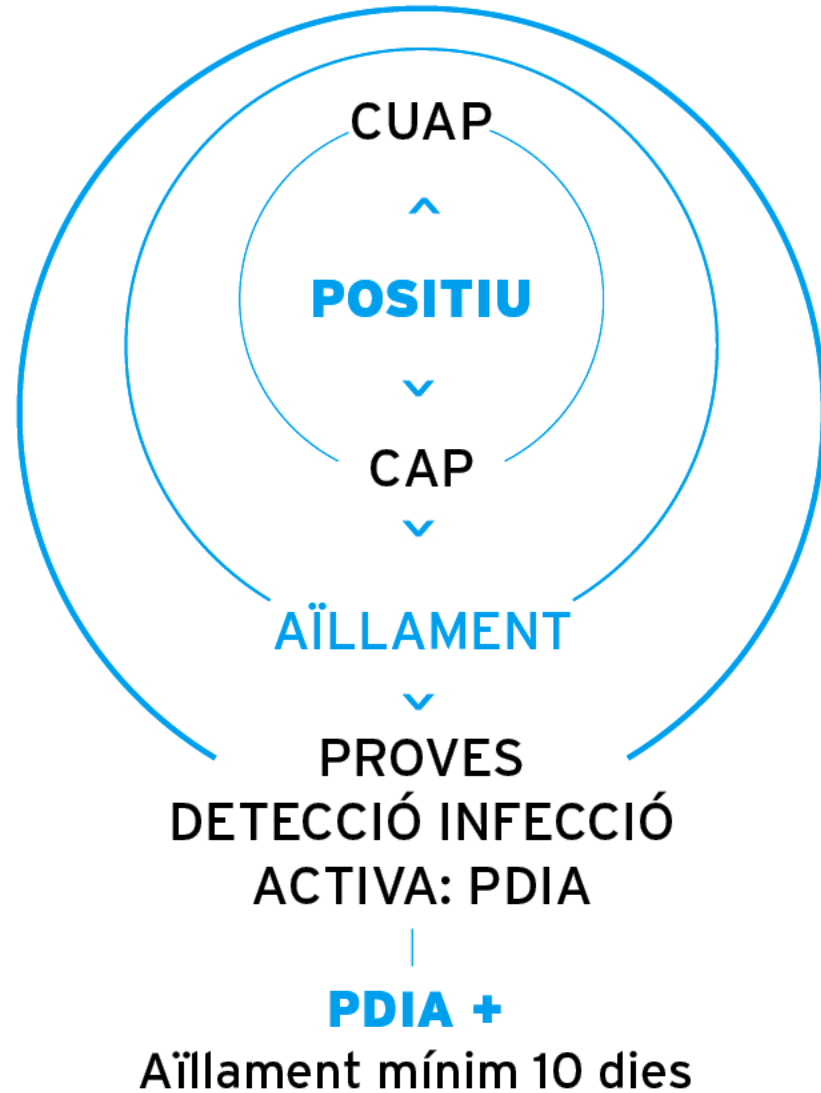 CUAP
POSITIU
CAP
AÏLLAMENT
PROVES
DETECCIÓ INFECCIÓ
ACTIVA: PDIA
PDIA +
Aïllament mínim 10 dies